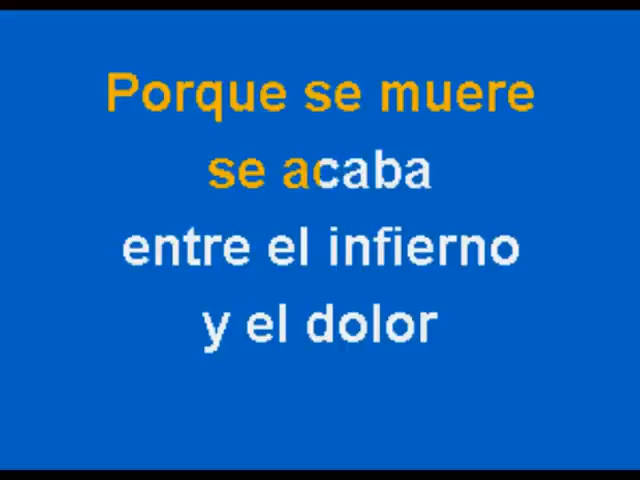 Porque se muere
se acaba
entre el infierno
y el dolor